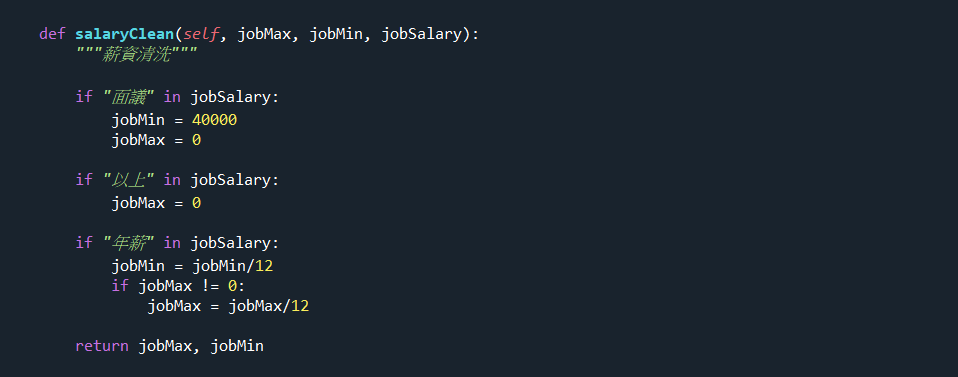 def salaryClean(self, jobMax, jobMin, jobSalary):
    """薪資清洗"""
    if "面議" in jobSalary:
        jobMin = 40000
        jobMax = 0
    if "以上" in jobSalary:
        jobMax = 0
    if "年薪" in jobSalary:
        jobMin = jobMin/12
        if jobMax != 0:
            jobMax = jobMax/12
    return jobMax, jobMin